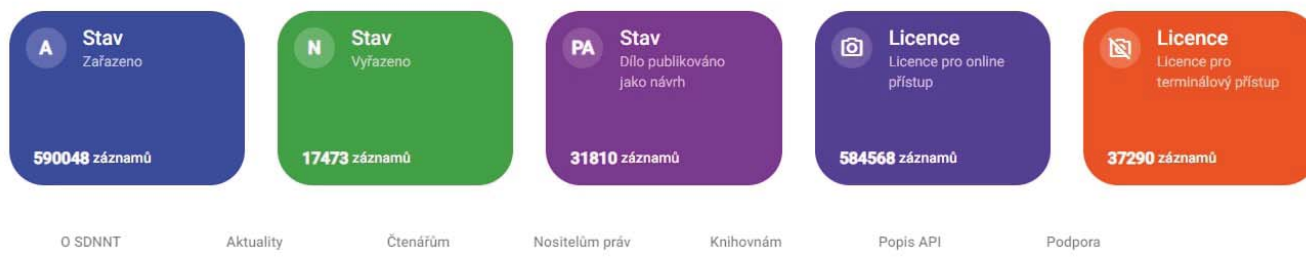 A
Stav
Zařazeno
590048 záznamů
N
Stav
Vyřazeno
17473 záznamů
PA
Stav
Dílo publikováno
jako návrh
31810 záznamů
Licence
Licence pro online
přístup
584568 záznamů
Licence
Licence pro
terminálový přístup
37290 záznamů
O SDNNT
Aktuality
Čtenářům
Nositelům práv
Knihovnám
Popis API
Podpora